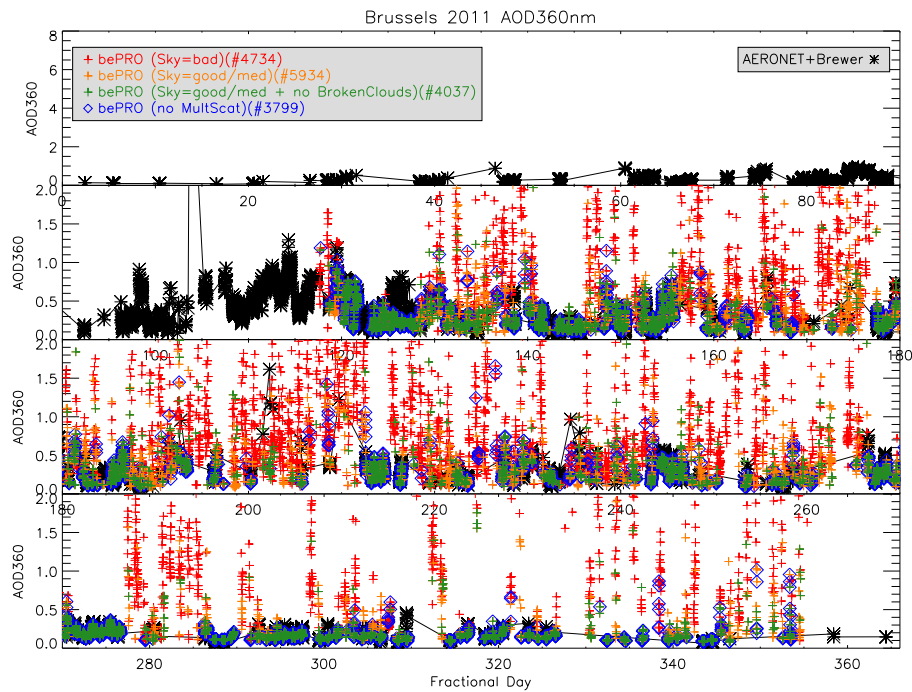 Brussels 2011 AOD360nm
8
6
4
2
0
AOD360
+ bePRO (Sky=bad)(#4734)
+ bePRO (Sky=good/med)(#5934)
+ bePRO (Sky=good/med + no BrokenClouds)(#4037)
◇ bePRO (no MultScat)(#3799)
AERONET+Brewer ⁎
0 20 40 60 80
2.0
1.5
1.0
0.5
0.0
AOD360
100 120 140 160 180
2.0
1.5
1.0
0.5
0.0
AOD360
180 200 220 240 260
2.0
1.5
1.0
0.5
0.0
AOD360
280 300 320 340 360
Fractional Day